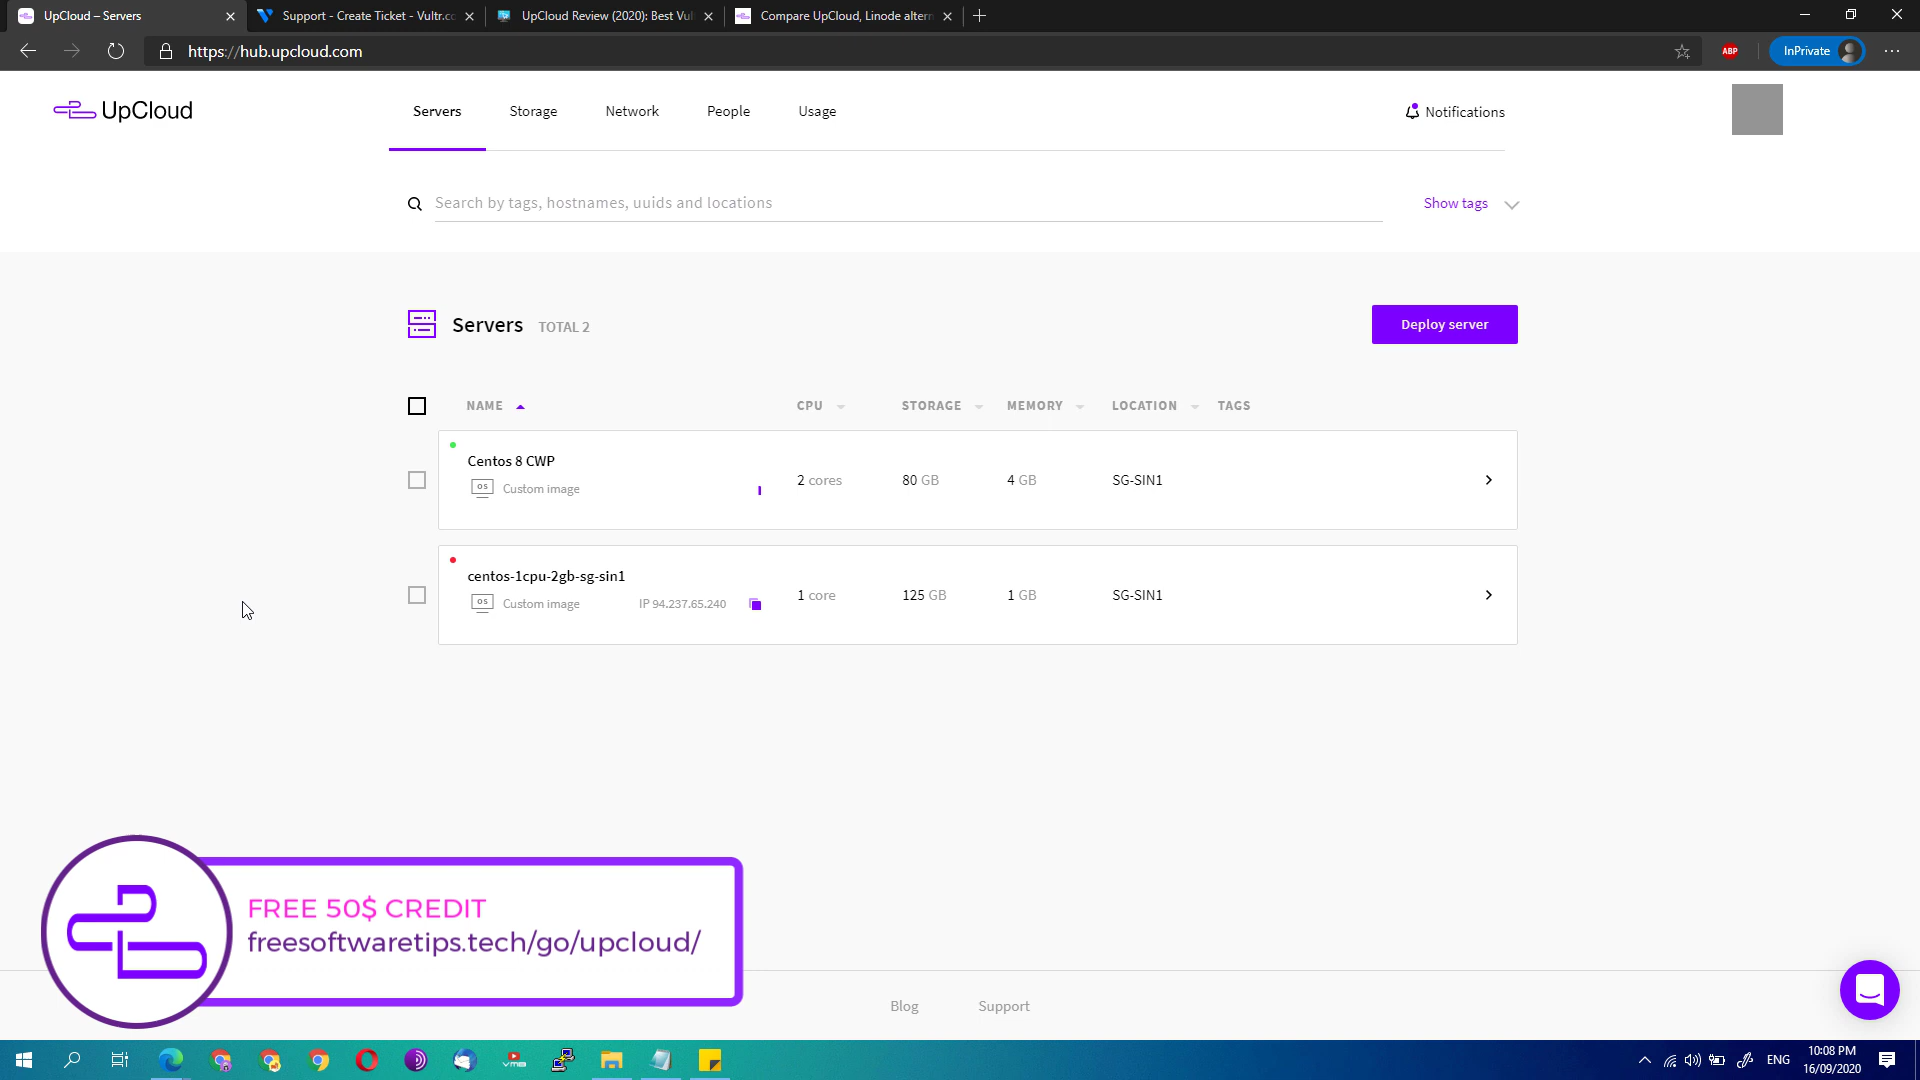 UpCloud – Servers
Support - Create Ticket - Vultr.co
UpCloud Review (2020): Best Vul
Compare UpCloud, Linode altern
https://hub.upcloud.com
ABP
InPrivate
UpCloud
Servers
Storage
Network
People
Usage
Notifications
Search by tags, hostnames, uuids and locations
Show tags
Servers TOTAL 2
Deploy server
NAME
CPU
STORAGE
MEMORY
LOCATION
TAGS
Centos 8 CWP
OS Custom image
2 cores
80 GB
4 GB
SG-SIN1
centos-1cpu-2gb-sg-sin1
OS Custom image
IP 94.237.65.240
1 core
125 GB
1 GB
SG-SIN1
FREE 50$ CREDIT
freesoftwaretips.tech/go/upcloud/
Blog
Support
ENG
10:08 PM
16/09/2020